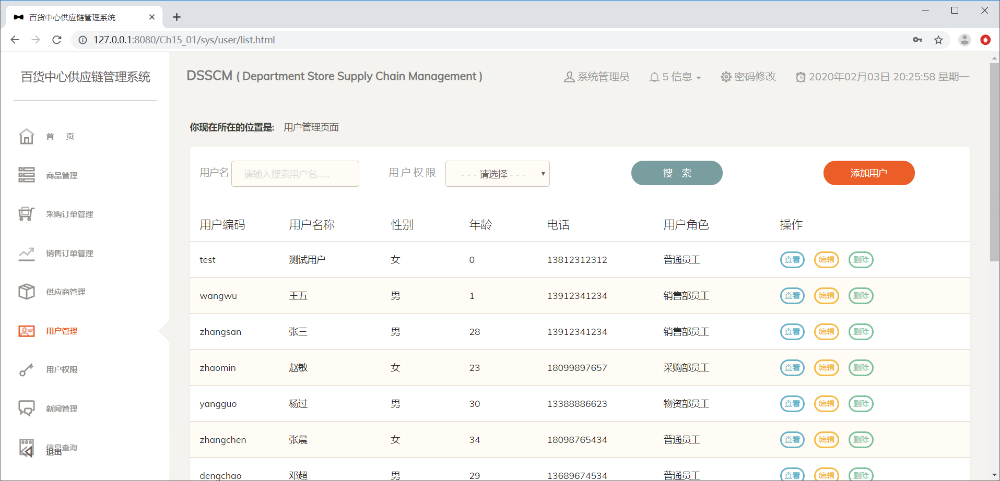 百货中心供应链管理系统
127.0.0.1:8080/Ch15_01/sys/user/list.html
百货中心供应链管理系统
DSSCM ( Department Store Supply Chain Management )
系统管理员 5 信息 密码修改 2020年02月03日 20:25:58 星期一
首 页
商品管理
采购订单管理
销售订单管理
供应商管理
用户管理
用户权限
新闻管理
信息查询
退出
你现在所在的位置是: 用户管理页面
用户名 请输入搜索用户名...... 用户权限 - - - 请选择 - - - 搜 索 添加用户
用户编码 用户名称 性别 年龄 电话 用户角色 操作
test 测试用户 女 0 13812312312 普通员工 查看 编辑 删除
wangwu 王五 男 1 13912341234 销售部员工 查看 编辑 删除
zhangsan 张三 男 28 13912341234 销售部员工 查看 编辑 删除
zhaomin 赵敏 女 23 18099897657 采购部员工 查看 编辑 删除
yangguo 杨过 男 30 13388886623 物资部员工 查看 编辑 删除
zhangchen 张晨 女 34 18098765434 普通员工 查看 编辑 删除
dengchao 邓超 男 29 13689674534 普通员工 查看 编辑 删除